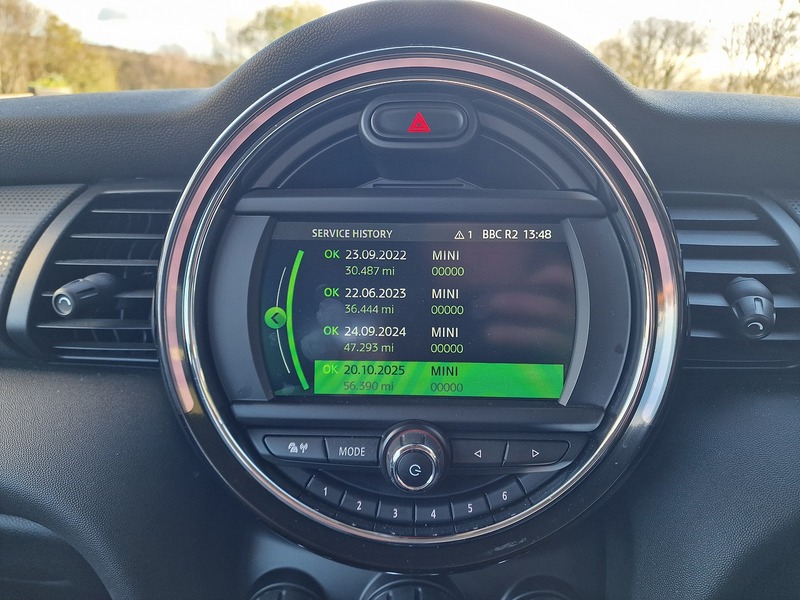 SERVICE HISTORY 1 BBC R2 13:48
OK 23.09.2022 MINI
30.487 mi 00000
OK 22.06.2023 MINI
36.444 mi 00000
OK 24.09.2024 MINI
47.293 mi 00000
OK 20.10.2025 MINI
56.390 mi 00000
MODE
1 2 3 4 5 6